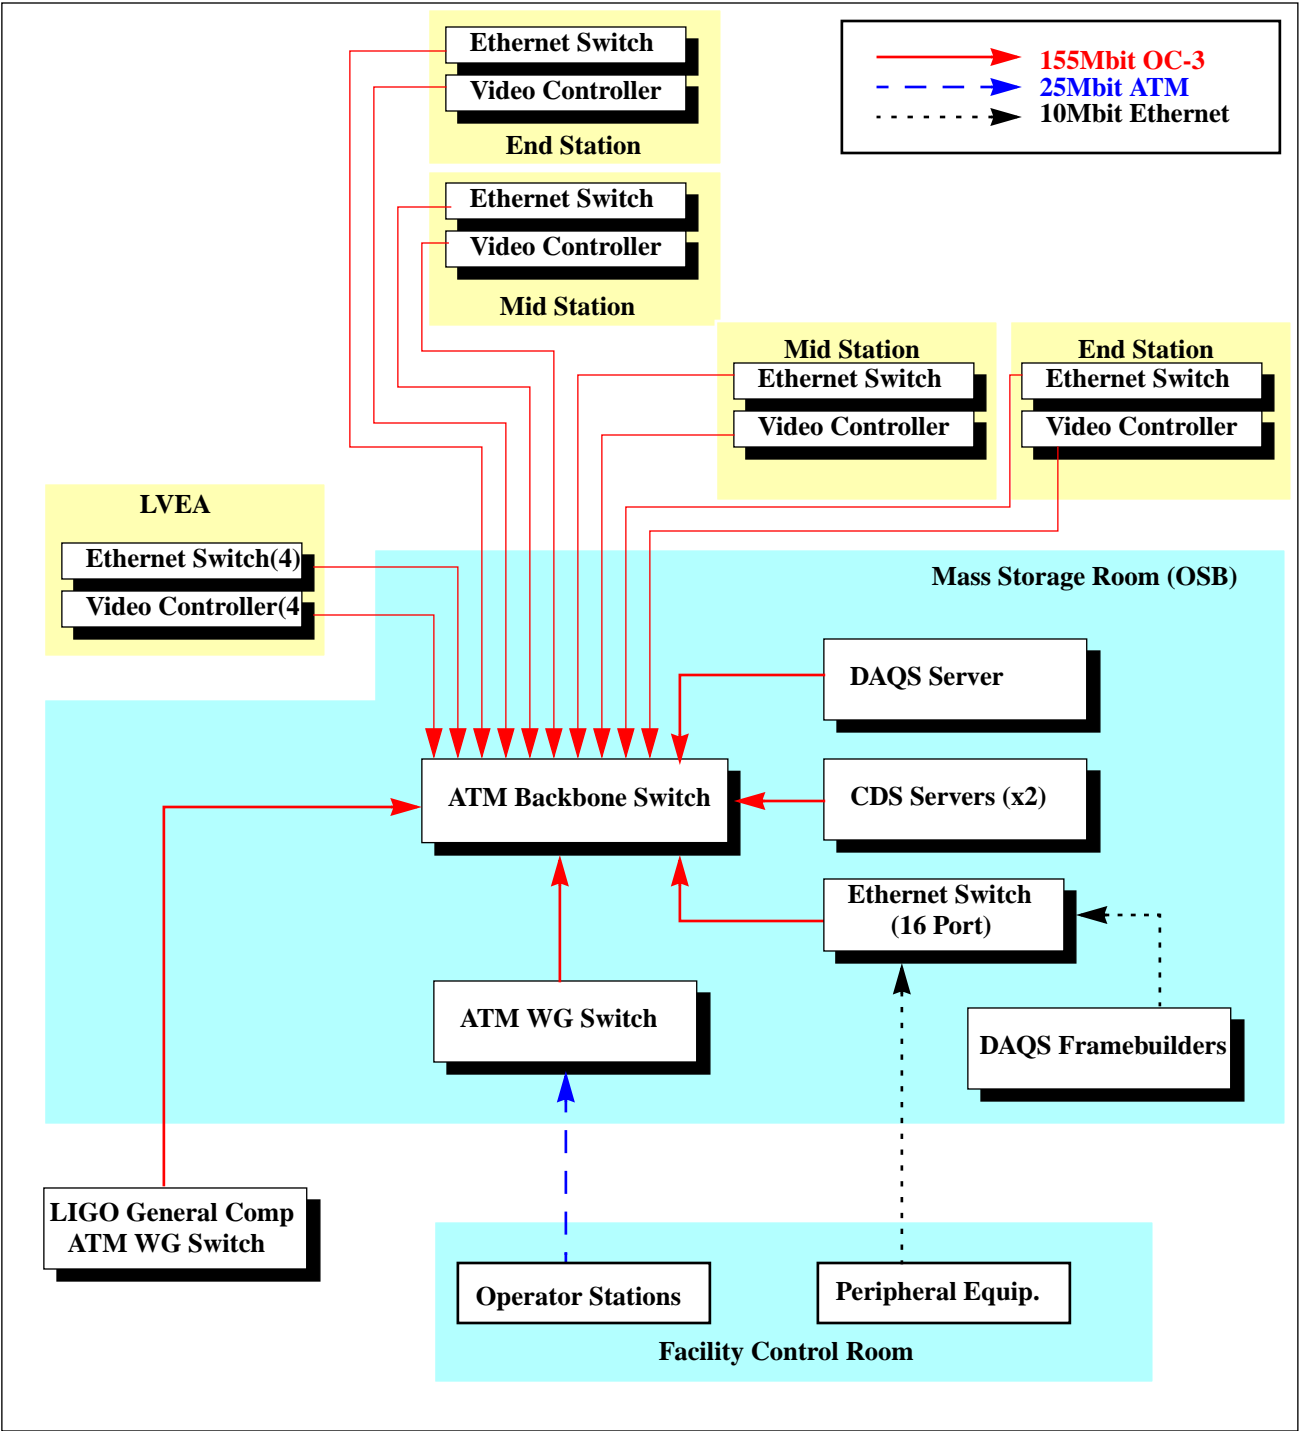 Ethernet Switch
Video Controller
End Station
155Mbit OC-3
25Mbit ATM
10Mbit Ethernet
Ethernet Switch
Video Controller
Mid Station
Mid Station
Ethernet Switch
Video Controller
End Station
Ethernet Switch
Video Controller
LVEA
Ethernet Switch(4)
Video Controller(4
Mass Storage Room (OSB)
DAQS Server
ATM Backbone Switch
CDS Servers (x2)
Ethernet Switch
(16 Port)
ATM WG Switch
DAQS Framebuilders
LIGO General Comp
ATM WG Switch
Operator Stations
Peripheral Equip.
Facility Control Room